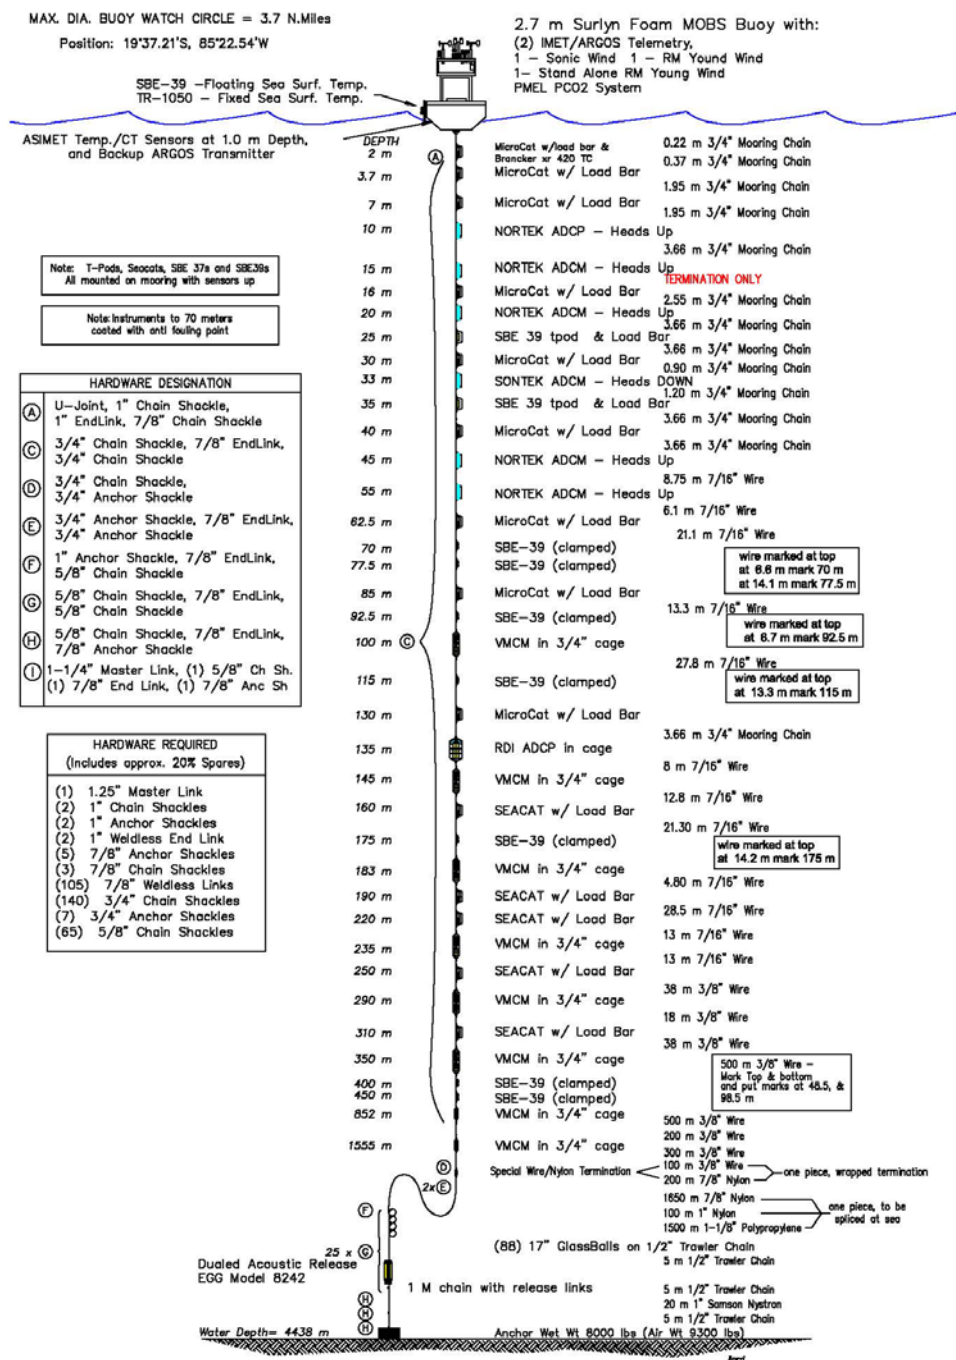 MAX. DIA. BUOY WATCH CIRCLE = 3.7 N.Miles
Position: 19°37.21'S, 85°22.54'W
2.7 m Surlyn Foam MOBS Buoy with:
(2) IMET/ARGOS Telemetry,
1 – Sonic Wind 1 – RM Yound Wind
1– Stand Alone RM Young Wind
PMEL PCO2 System
SBE–39 –Floating Sea Surf. Temp.
TR–1050 – Fixed Sea Surf. Temp.
ASIMET Temp./CT Sensors at 1.0 m Depth,
and Backup ARGOS Transmitter
Note: T–Pods, Seacats, SBE 37s and SBE39s
All mounted on mooring with sensors up
Note: Instruments to 70 meters
coated with anti fouling paint
HARDWARE DESIGNATION
A U–Joint, 1" Chain Shackle,
1" EndLink, 7/8" Chain Shackle
C 3/4" Chain Shackle, 7/8" EndLink,
3/4" Chain Shackle
D 3/4" Chain Shackle,
3/4" Anchor Shackle
E 3/4" Anchor Shackle, 7/8" EndLink,
3/4" Anchor Shackle
F 1" Anchor Shackle, 7/8" EndLink,
5/8" Chain Shackle
G 5/8" Chain Shackle, 7/8" EndLink,
5/8" Chain Shackle
H 5/8" Chain Shackle, 7/8" EndLink,
7/8" Anchor Shackle
I 1–1/4" Master Link, (1) 5/8" Ch Sh.
(1) 7/8" End Link, (1) 7/8" Anc Sh
HARDWARE REQUIRED
(Includes approx. 20% Spares)
(1) 1.25" Master Link
(2) 1" Chain Shackles
(2) 1" Anchor Shackles
(2) 1" Weldless End Link
(5) 7/8" Anchor Shackles
(3) 7/8" Chain Shackles
(105) 7/8" Weldless Links
(140) 3/4" Chain Shackles
(7) 3/4" Anchor Shackles
(65) 5/8" Chain Shackles
DEPTH
2 m
3.7 m
7 m
10 m
15 m
16 m
20 m
25 m
30 m
33 m
35 m
40 m
45 m
55 m
62.5 m
70 m
77.5 m
85 m
92.5 m
100 m
115 m
130 m
135 m
145 m
160 m
175 m
183 m
190 m
220 m
235 m
250 m
290 m
310 m
350 m
400 m
450 m
852 m
1555 m
A
C
D
2x E
F
25 x G
H
H
H
MicroCat w/load bar &
Brancker xr 420 TC
MicroCat w/ Load Bar
MicroCat w/ Load Bar
NORTEK ADCP – Heads Up
NORTEK ADCM – Heads Up
MicroCat w/ Load Bar
NORTEK ADCM – Heads Up
SBE 39 tpod & Load Bar
MicroCat w/ Load Bar
SONTEK ADCM – Heads DOWN
SBE 39 tpod & Load Bar
MicroCat w/ Load Bar
NORTEK ADCM – Heads Up
NORTEK ADCM – Heads Up
MicroCat w/ Load Bar
SBE–39 (clamped)
SBE–39 (clamped)
MicroCat w/ Load Bar
SBE–39 (clamped)
VMCM in 3/4" cage
SBE–39 (clamped)
MicroCat w/ Load Bar
RDI ADCP in cage
VMCM in 3/4" cage
SEACAT w/ Load Bar
SBE–39 (clamped)
VMCM in 3/4" cage
SEACAT w/ Load Bar
SEACAT w/ Load Bar
VMCM in 3/4" cage
SEACAT w/ Load Bar
VMCM in 3/4" cage
SEACAT w/ Load Bar
VMCM in 3/4" cage
SBE–39 (clamped)
SBE–39 (clamped)
VMCM in 3/4" cage
VMCM in 3/4" cage
0.22 m 3/4" Mooring Chain
0.37 m 3/4" Mooring Chain
1.95 m 3/4" Mooring Chain
1.95 m 3/4" Mooring Chain
3.66 m 3/4" Mooring Chain
TERMINATION ONLY
2.55 m 3/4" Mooring Chain
3.66 m 3/4" Mooring Chain
3.66 m 3/4" Mooring Chain
0.90 m 3/4" Mooring Chain
1.20 m 3/4" Mooring Chain
3.66 m 3/4" Mooring Chain
3.66 m 3/4" Mooring Chain
8.75 m 7/16" Wire
6.1 m 7/16" Wire
21.1 m 7/16" Wire
wire marked at top
at 6.6 m mark 70 m
at 14.1 m mark 77.5 m
13.3 m 7/16" Wire
wire marked at top
at 6.7 m mark 92.5 m
27.8 m 7/16" Wire
wire marked at top
at 13.3 m mark 115 m
3.66 m 3/4" Mooring Chain
8 m 7/16" Wire
12.8 m 7/16" Wire
21.30 m 7/16" Wire
wire marked at top
at 14.2 m mark 175 m
4.80 m 7/16" Wire
28.5 m 7/16" Wire
13 m 7/16" Wire
13 m 7/16" Wire
38 m 3/8" Wire
18 m 3/8" Wire
38 m 3/8" Wire
500 m 3/8" Wire –
Mark Top & bottom
and put marks at 48.5, &
98.5 m
500 m 3/8" Wire
200 m 3/8" Wire
300 m 3/8" Wire
Special Wire/Nylon Termination
100 m 3/8" Wire
200 m 7/8" Nylon
one piece, wrapped termination
1650 m 7/8" Nylon
100 m 1" Nylon
1500 m 1–1/8" Polypropylene
one piece, to be
spliced at sea
(88) 17" GlassBalls on 1/2" Trawler Chain
5 m 1/2" Trawler Chain
Dualed Acoustic Release
EGG Model 8242
1 M chain with release links
5 m 1/2" Trawler Chain
20 m 1" Samson Nystron
5 m 1/2" Trawler Chain
Water Depth= 4438 m
Anchor Wet Wt 8000 lbs (Air Wt 9300 lbs)